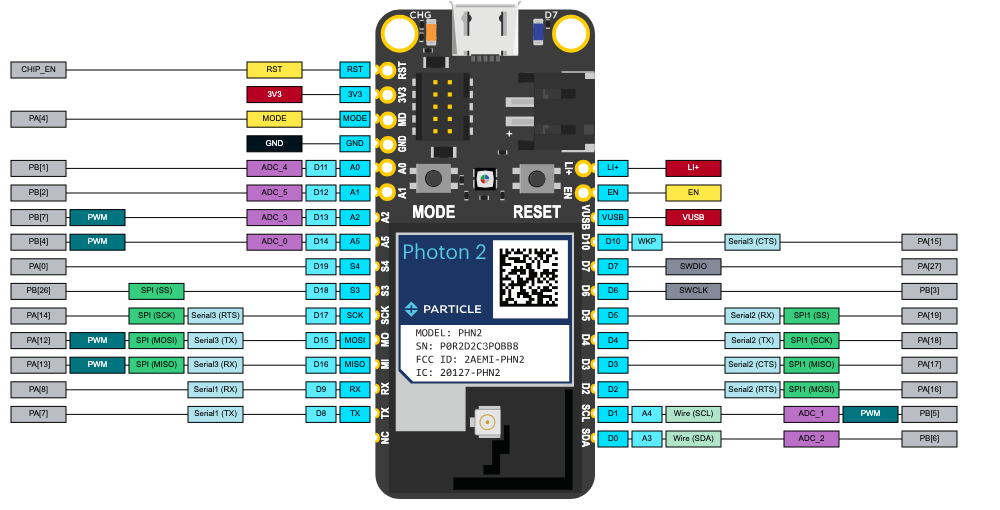 CHG D7
CHIP_EN RST RST RST
3V3 3V3 3V3
PA[4] MODE MODE MD
GND GND GND
+
PB[1] ADC_4 D11 A0 A0 LI+ LI+ LI+
PB[2] ADC_5 D12 A1 A1 EN EN EN
MODE RESET
PB[7] PWM ADC_3 D13 A2 A2 VUSB VUSB VUSB
PB[4] PWM ADC_0 D14 A5 A5 D10 D10 WKP Serial3 (CTS) PA[15]
Photon 2
PA[0] D19 S4 S4 D7 D7 SWDIO PA[27]
PB[26] SPI (SS) D18 S3 S3 D6 D6 SWCLK PB[3]
PARTICLE
PA[14] SPI (SCK) Serial3 (RTS) D17 SCK SCK D5 D5 Serial2 (RX) SPI1 (SS) PA[19]
MODEL: PHN2
PA[12] PWM SPI (MOSI) Serial3 (TX) D15 MOSI MO D4 D4 Serial2 (TX) SPI1 (SCK) PA[18]
SN: P0R2D2C3POBB8
FCC ID: 2AEMI-PHN2
PA[13] PWM SPI (MISO) Serial3 (RX) D16 MISO MI D3 D3 Serial2 (CTS) SPI1 (MISO) PA[17]
IC: 20127-PHN2
PA[8] Serial1 (RX) D9 RX RX D2 D2 Serial2 (RTS) SPI1 (MOSI) PA[16]
PA[7] Serial1 (TX) D8 TX TX SCL D1 A4 Wire (SCL) ADC_1 PWM PB[5]
NC SDA D0 A3 Wire (SDA) ADC_2 PB[6]